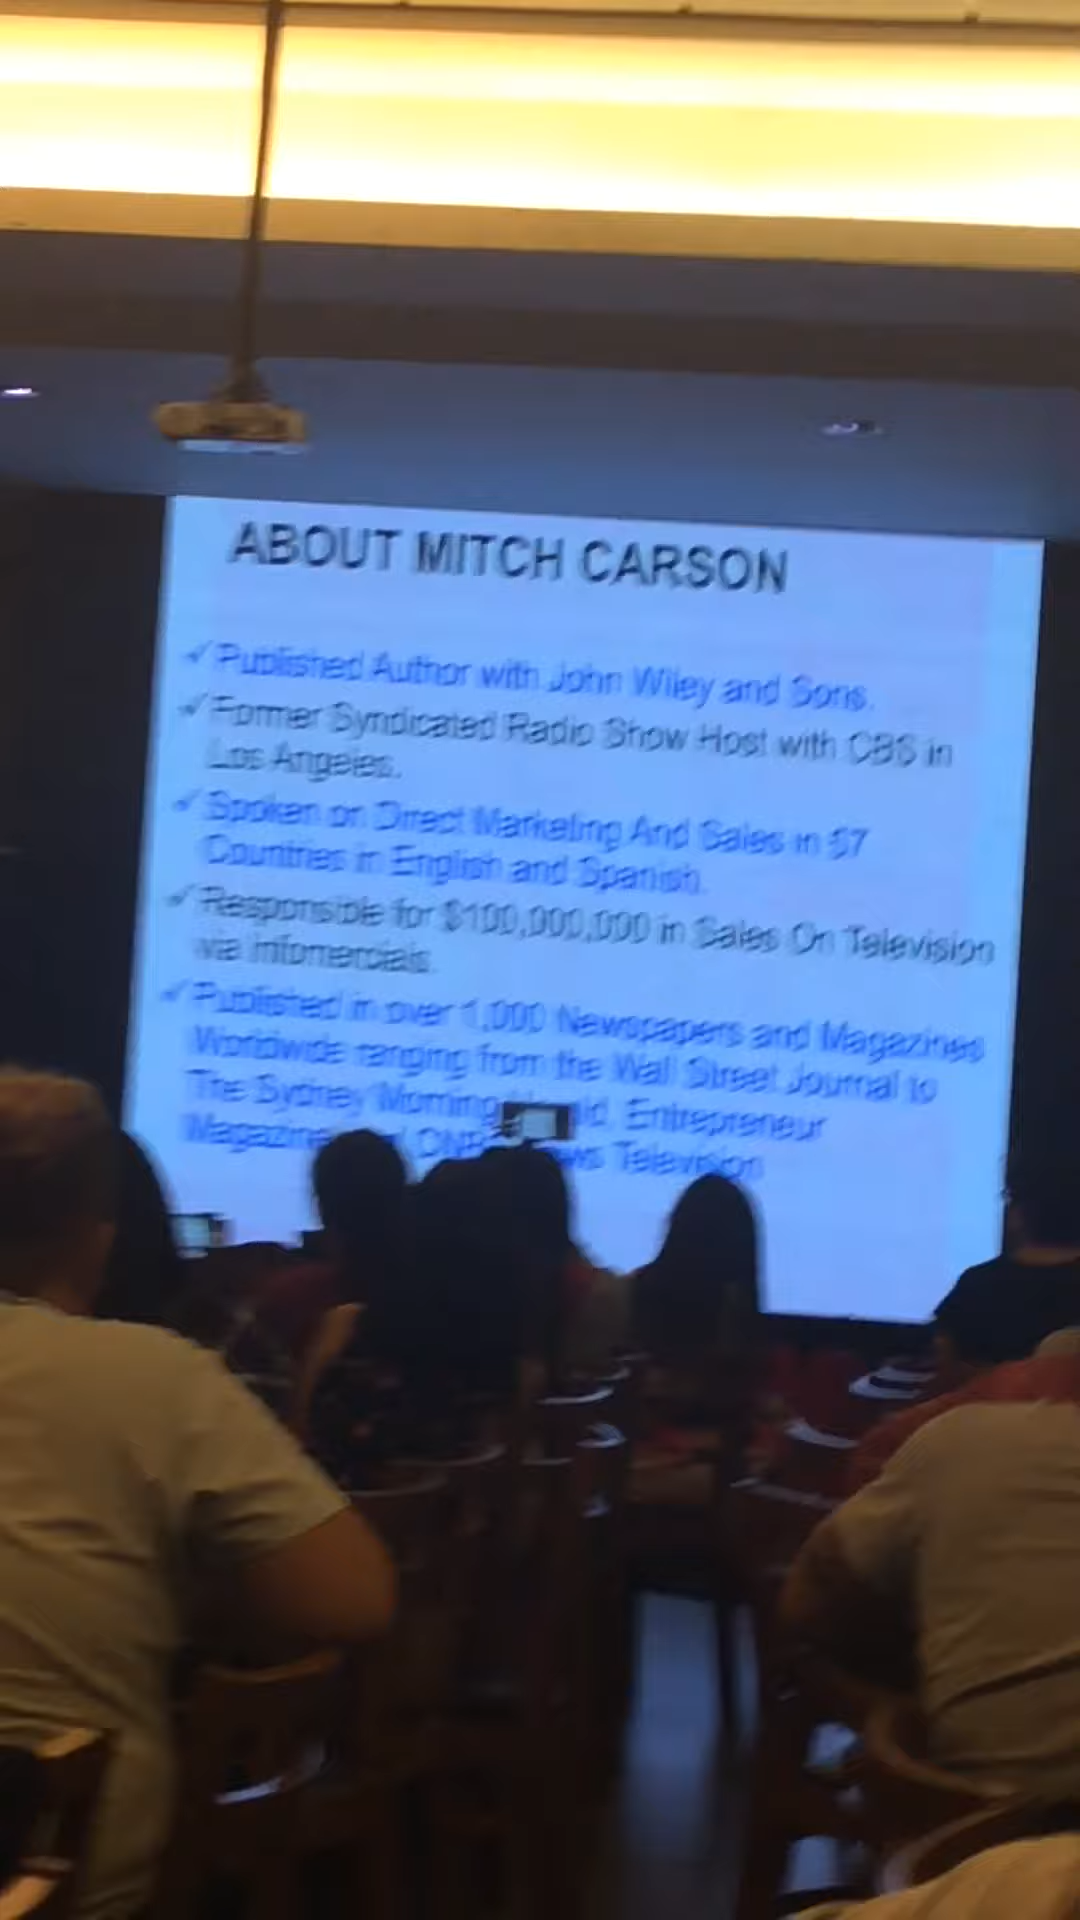 ABOUT MITCH CARSON
✓ Published Author with John Wiley and Sons.
✓ Former Syndicated Radio Show Host with CBS in
Los Angeles.
✓ Spoken on Direct Marketing And Sales in
Countries in English and Spanish.
✓ Responsible for $100,000,000 in Sales On Television
via infomercials.
✓ Published in over 1,000 Newspapers and Magazines
Worldwide ranging from the Wall Street Journal to
The Sydney Morning Entrepreneur
Television